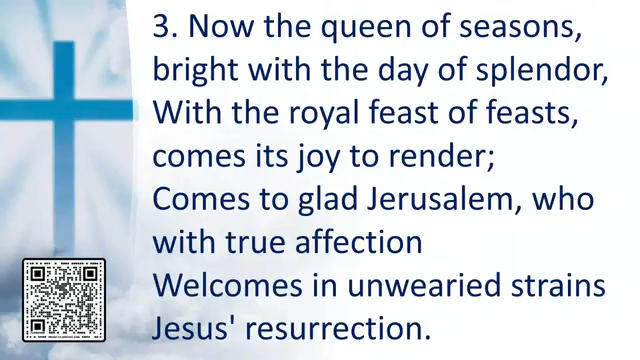 3. Now the queen of seasons,
bright with the day of splendor,
With the royal feast of feasts,
comes its joy to render;
Comes to glad Jerusalem, who
with true affection
Welcomes in unwearied strains
Jesus' resurrection.